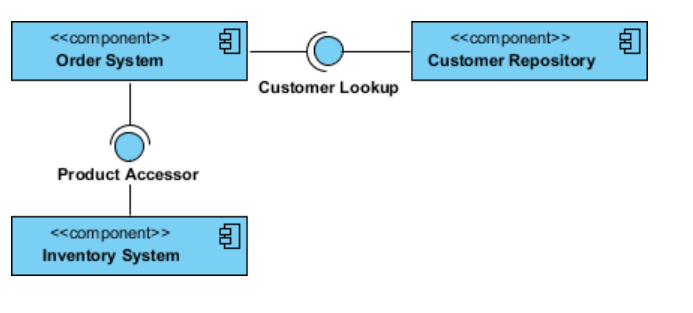 <<component>>
Order System
<<component>>
Customer Repository
Customer Lookup
Product Accessor
<<component>>
Inventory System